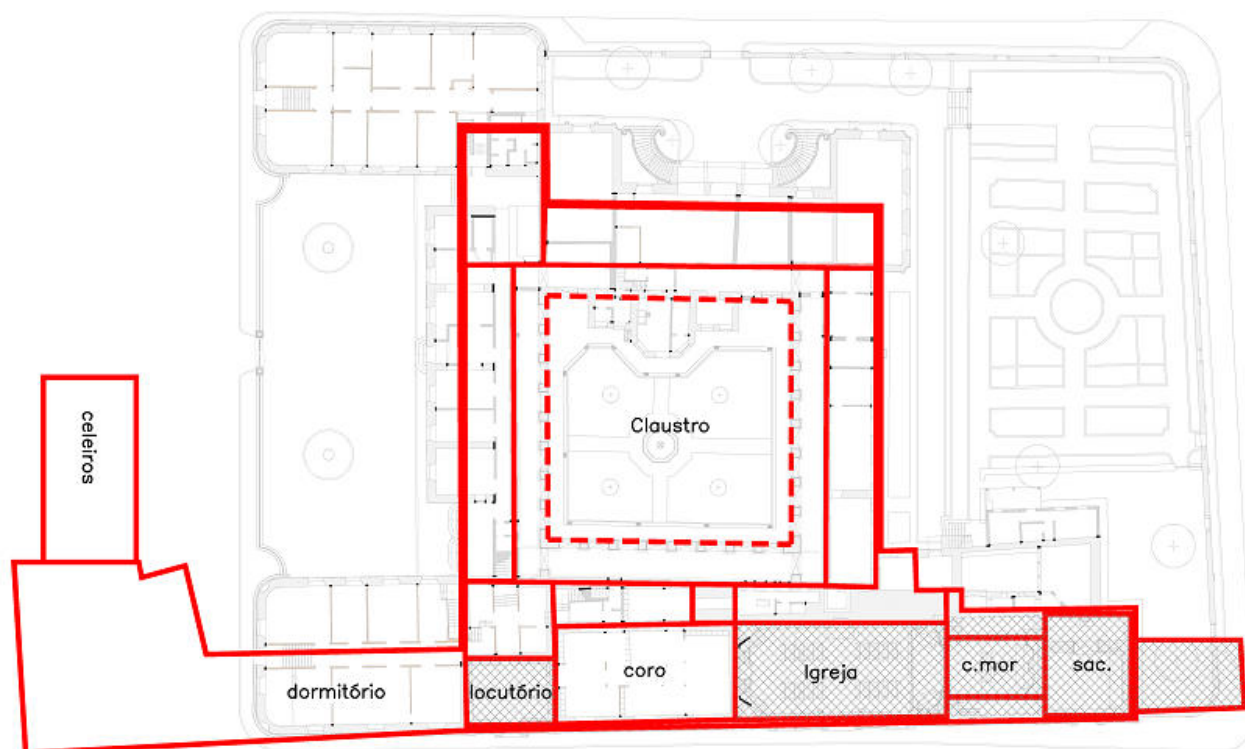 celeiros
Claustro
dormitório
locutório
coro
Igreja
c.mor
sac.